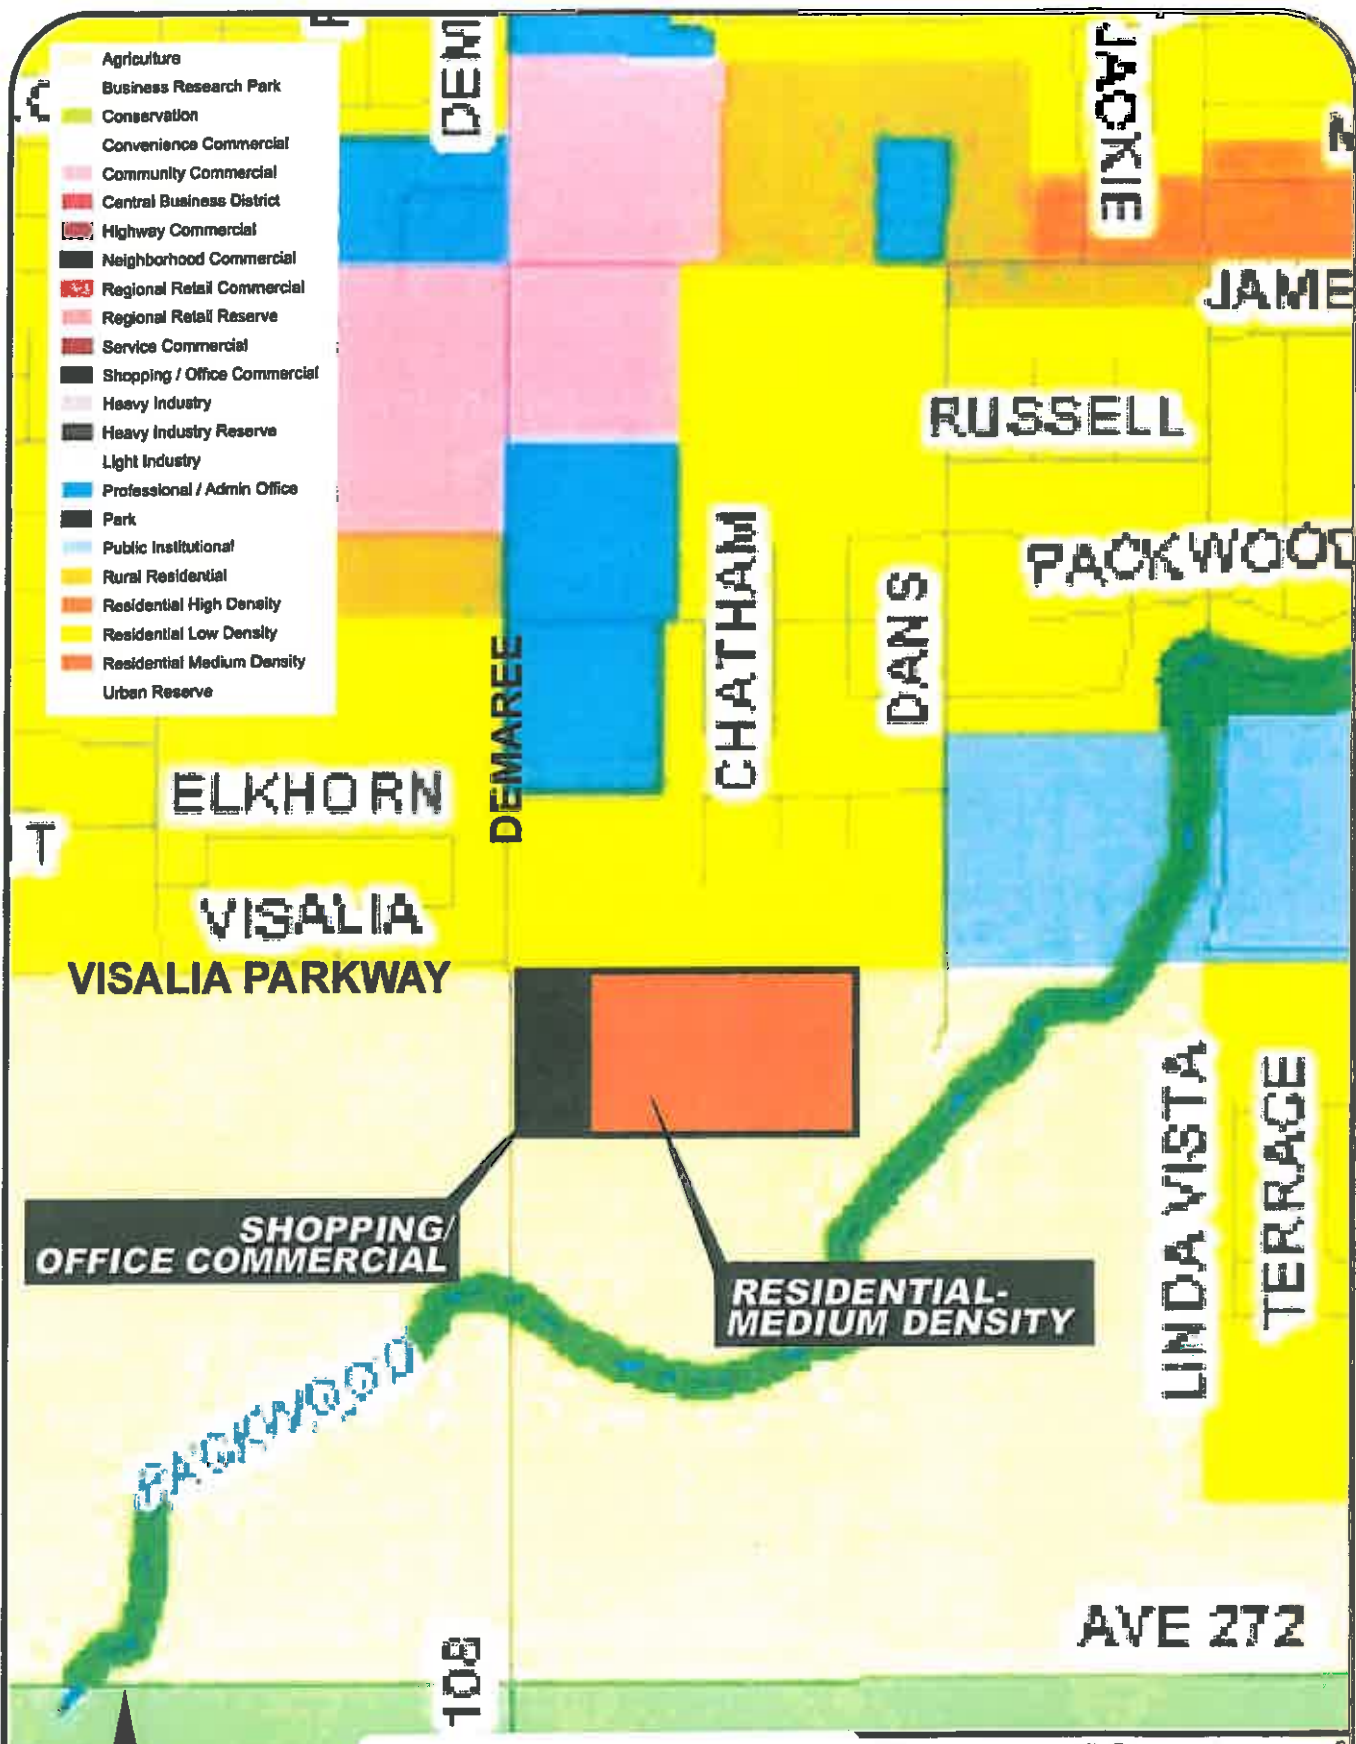 Agriculture
Business Research Park
Conservation
Convenience Commercial
Community Commercial
Central Business District
Highway Commercial
Neighborhood Commercial
Regional Retail Commercial
Regional Retail Reserve
Service Commercial
Shopping / Office Commercial
Heavy Industry
Heavy Industry Reserve
Light Industry
Professional / Admin Office
Park
Public Institutional
Rural Residential
Residential High Density
Residential Low Density
Residential Medium Density
Urban Reserve
DEM
JACKIE
JAME
RUSSELL
PACKWOOD
CHATHAM
DANS
DEMAREE
ELKHORN
T
VISALIA
VISALIA PARKWAY
SHOPPING/
OFFICE COMMERCIAL
RESIDENTIAL-
MEDIUM DENSITY
LINDA VISTA
TERRACE
PACKWOOD
AVE 272
108